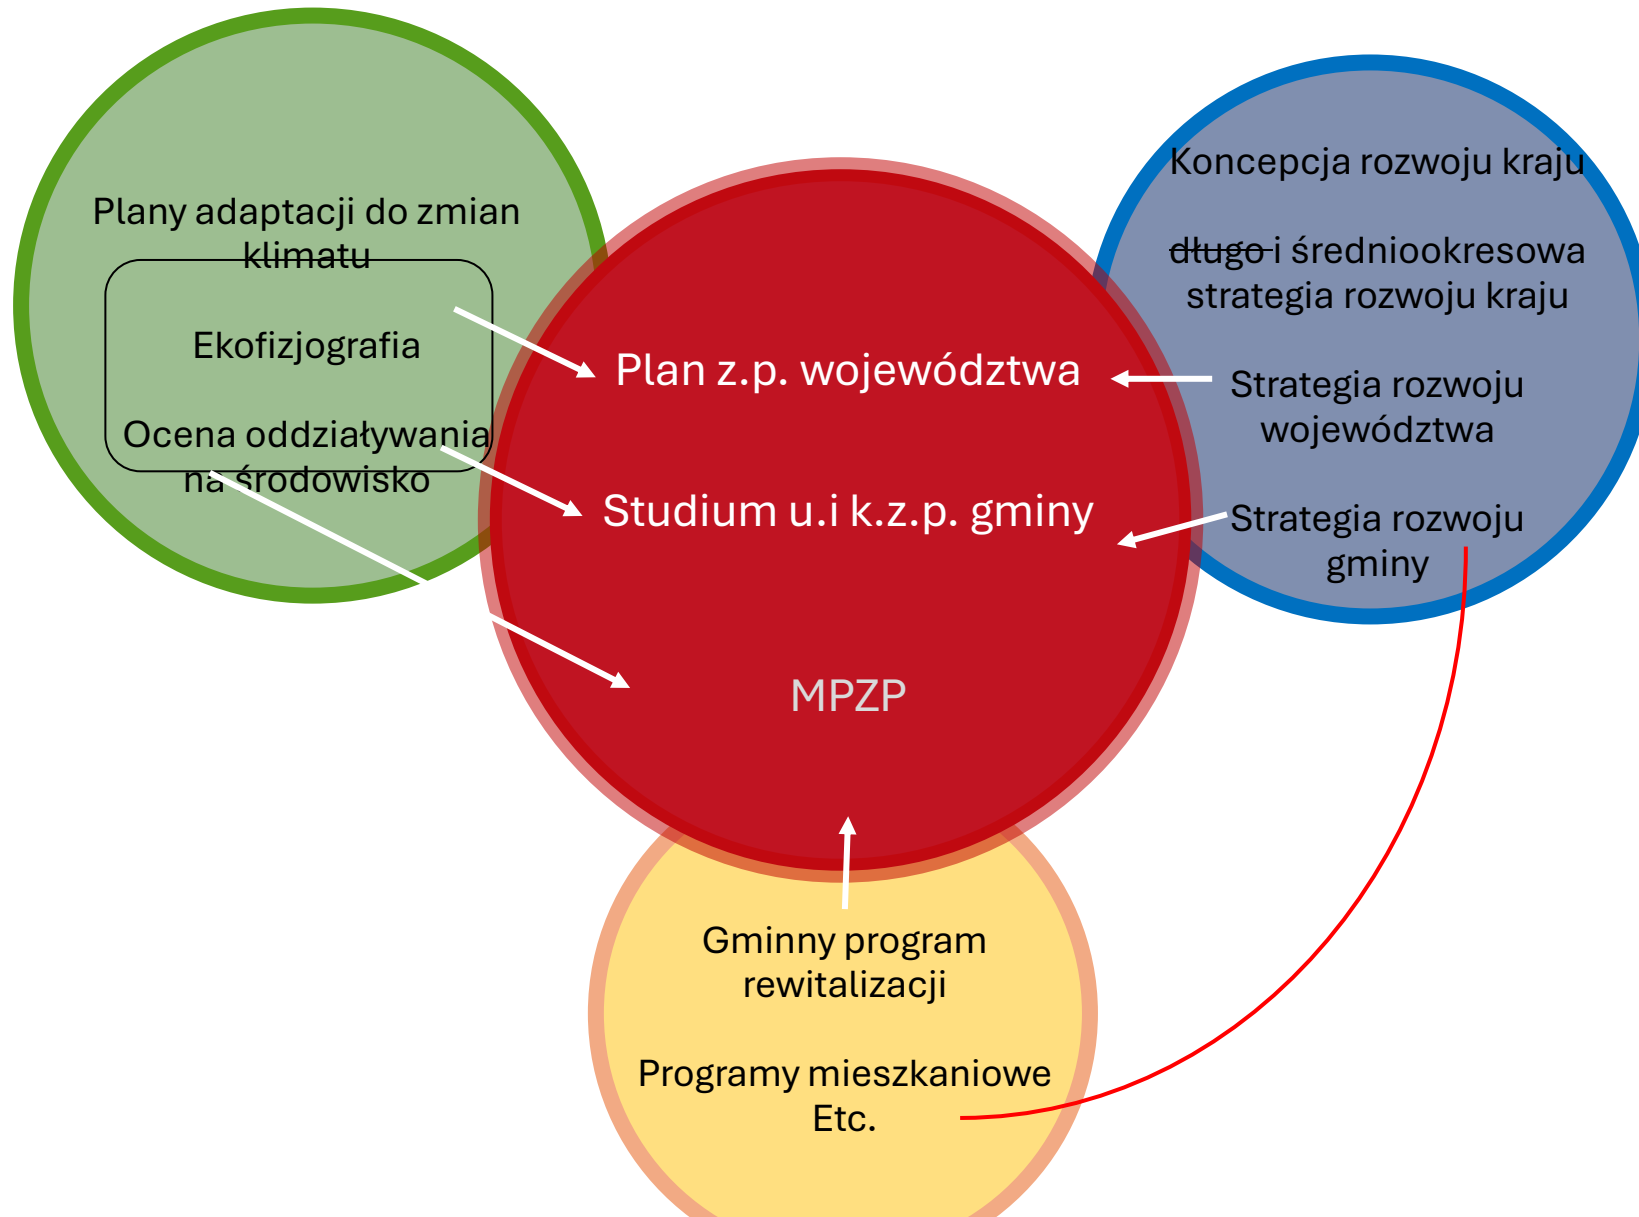 Plany adaptacji do zmian
klimatu
Ekofizjografia
Ocena oddziaływania
na środowisko
Plan z.p. województwa
Studium u.i k.z.p. gminy
MPZP
Koncepcja rozwoju kraju
długo i średniookresowa
strategia rozwoju kraju
Strategia rozwoju
województwa
Strategia rozwoju
gminy
Gminny program
rewitalizacji
Programy mieszkaniowe
Etc.